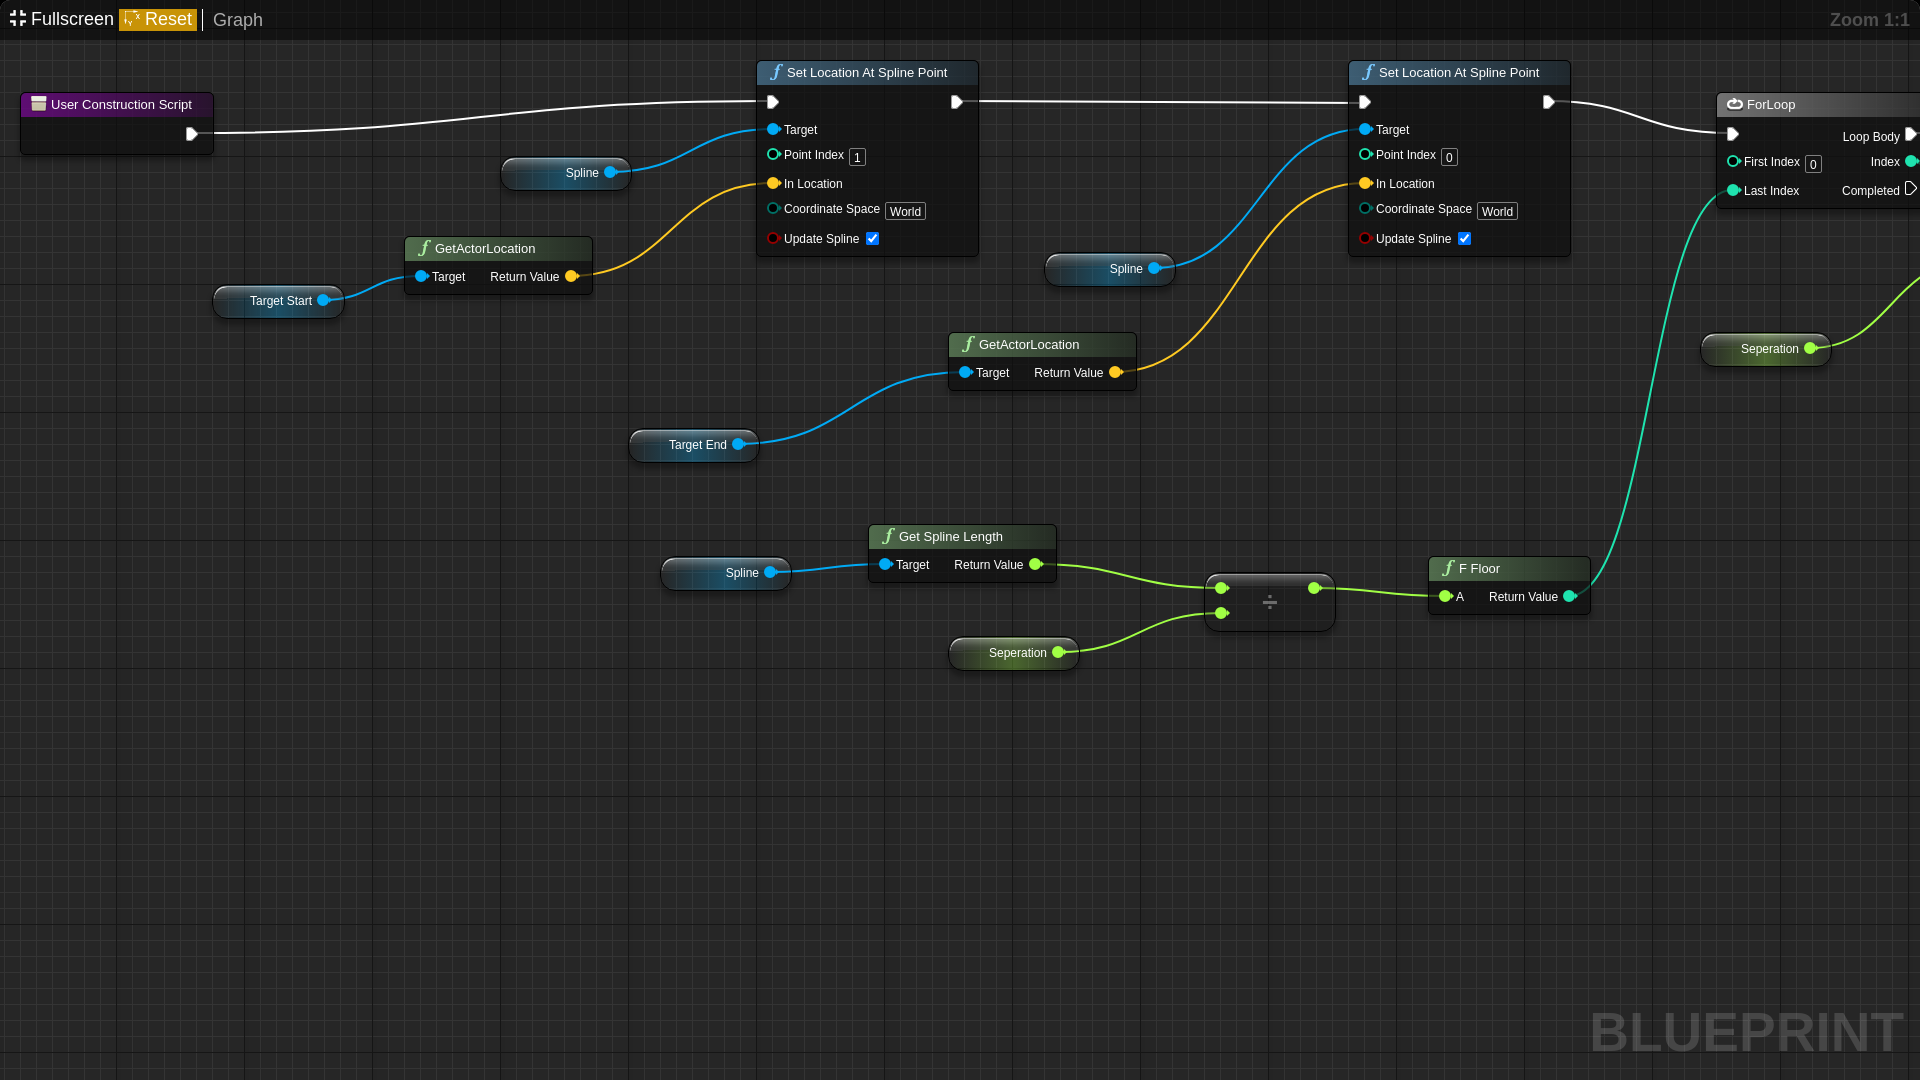 Fullscreen Reset Graph
Zoom 1:1
User Construction Script
Set Location At Spline Point
Target
Point Index 1
In Location
Coordinate Space World
Update Spline
Set Location At Spline Point
Target
Point Index 0
In Location
Coordinate Space World
Update Spline
ForLoop
Loop Body
First Index 0 Index
Last Index Completed
Spline
GetActorLocation
Target Return Value
Target Start
Spline
GetActorLocation
Target Return Value
Seperation
Target End
Get Spline Length
Target Return Value
Spline
÷
F Floor
A Return Value
Seperation
BLUEPRINT